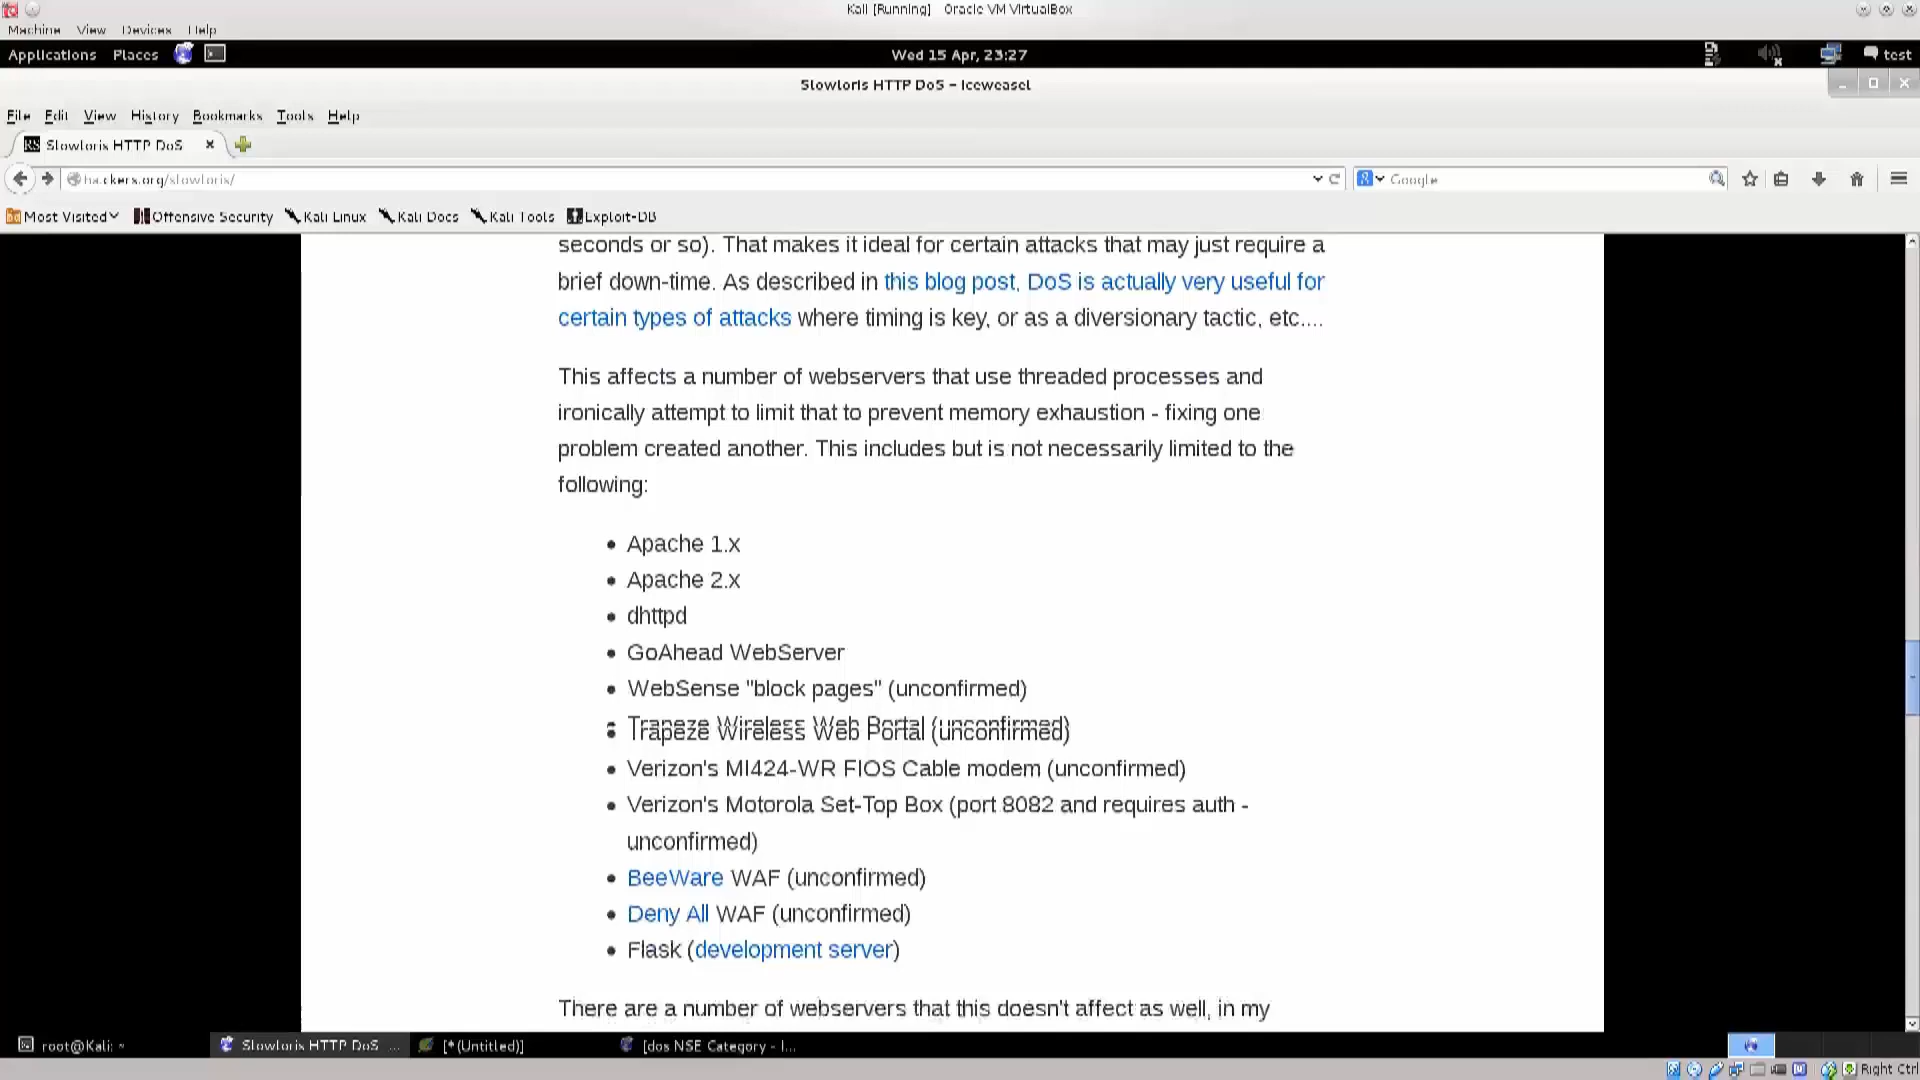 Kali [Running] Oracle VM VirtualBox
Machine View Devices Help
Applications Places
Wed 15 Apr, 23:27
test
Slowloris HTTP DoS - Iceweasel
File Edit View History Bookmarks Tools Help
Slowloris HTTP DoS
ha.ckers.org/slowloris/
Google
Most Visited Offensive Security Kali Linux Kali Docs Kali Tools Exploit-DB
seconds or so). That makes it ideal for certain attacks that may just require a
brief down-time. As described in this blog post, DoS is actually very useful for
certain types of attacks where timing is key, or as a diversionary tactic, etc....
This affects a number of webservers that use threaded processes and
ironically attempt to limit that to prevent memory exhaustion - fixing one
problem created another. This includes but is not necessarily limited to the
following:
• Apache 1.x
• Apache 2.x
• dhttpd
• GoAhead WebServer
• WebSense "block pages" (unconfirmed)
• Trapeze Wireless Web Portal (unconfirmed)
• Verizon's MI424-WR FIOS Cable modem (unconfirmed)
• Verizon's Motorola Set-Top Box (port 8082 and requires auth -
unconfirmed)
• BeeWare WAF (unconfirmed)
• Deny All WAF (unconfirmed)
• Flask (development server)
There are a number of webservers that this doesn't affect as well, in my
root@Kali: ~
Slowloris HTTP DoS ...
[*(Untitled)]
[dos NSE Category - I...
Right Ctrl